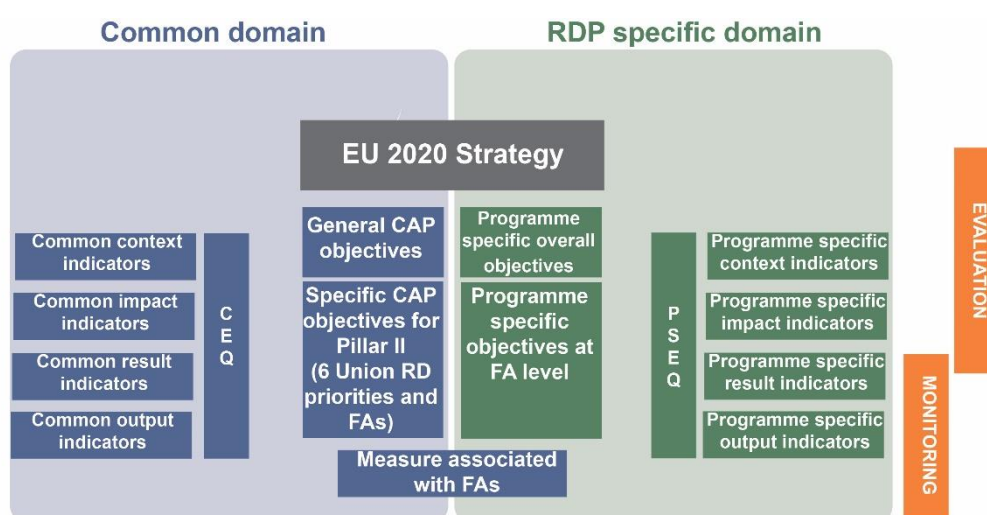 Common domain
RDP specific domain
EU 2020 Strategy
Common context
indicators
Common impact
indicators
Common result
indicators
Common output
indicators
C
E
Q
General CAP
objectives
Specific CAP
objectives for
Pillar II
(6 Union RD
priorities and
FAs)
Programme
specific overall
objectives
Programme
specific
objectives at
FA level
Measure associated
with FAs
P
S
E
Q
Programme specific
context indicators
Programme specific
impact indicators
Programme specific
result indicators
Programme specific
output indicators
EVALUATION
MONITORING